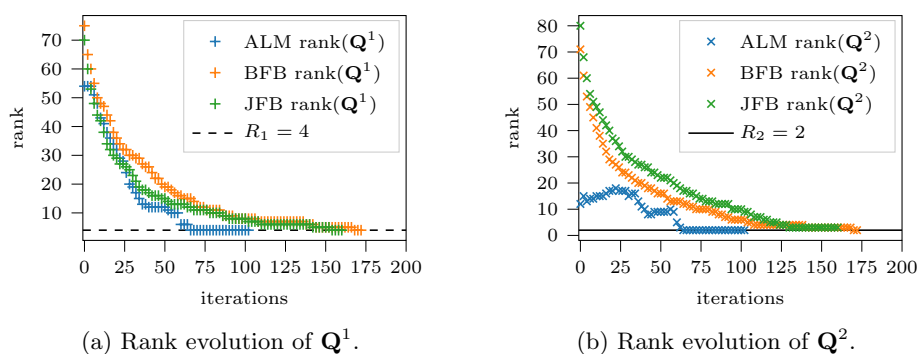 70
60
50
40
30
20
10
rank
ALM rank(Q¹)
BFB rank(Q¹)
JFB rank(Q¹)
R₁ = 4
0 25 50 75 100 125 150 175 200
iterations
(a) Rank evolution of Q¹.
80
70
60
50
40
30
20
10
0
rank
ALM rank(Q²)
BFB rank(Q²)
JFB rank(Q²)
R₂ = 2
0 25 50 75 100 125 150 175 200
iterations
(b) Rank evolution of Q².